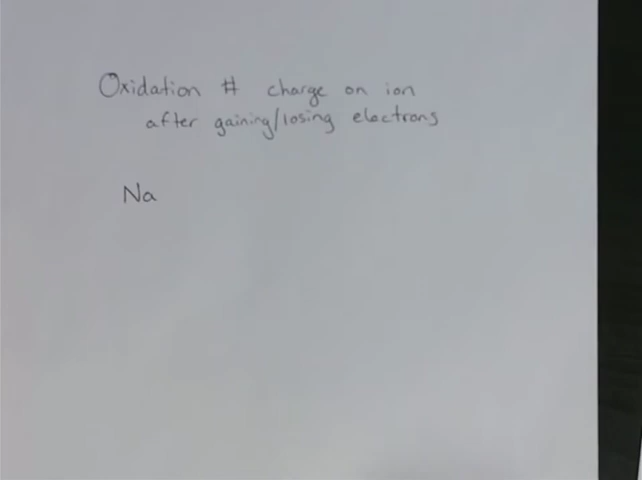 Oxidation # charge on ion
after gaining/losing electrons
Na